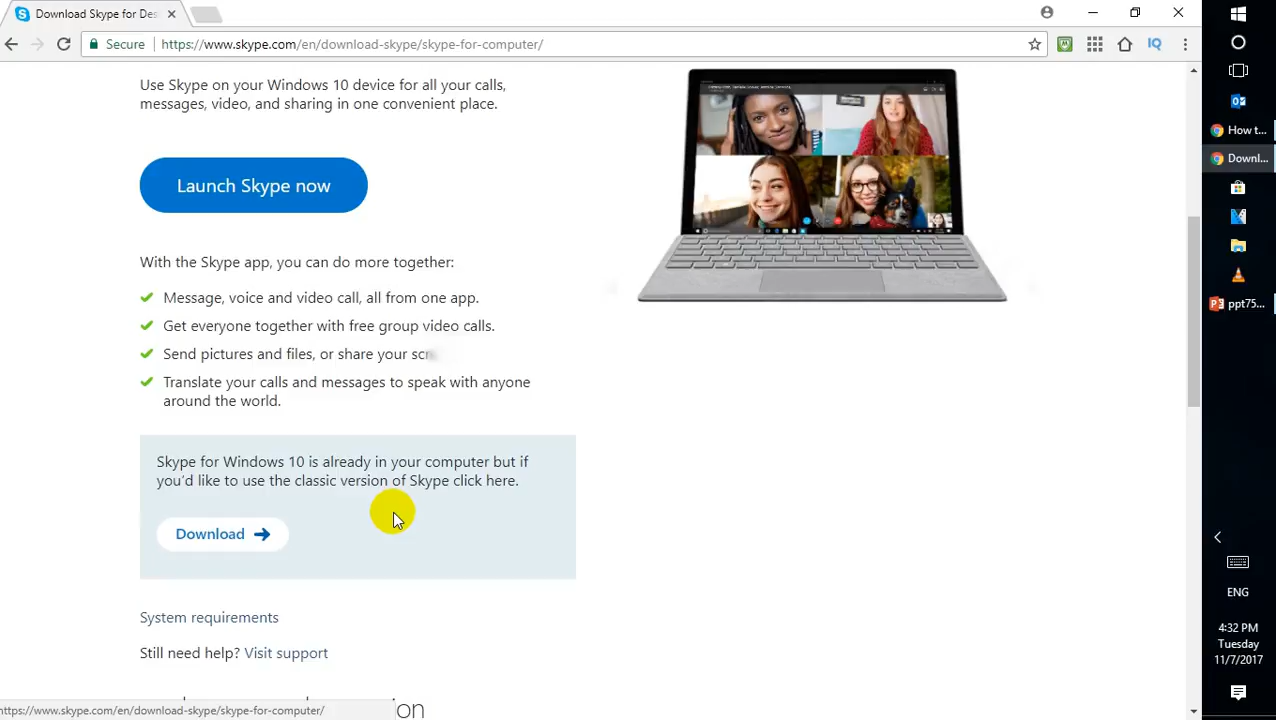 Download Skype for Des
Secure
https://www.skype.com/en/download-skype/skype-for-computer/
IQ
Use Skype on your Windows 10 device for all your calls,
messages, video, and sharing in one convenient place.
Launch Skype now
With the Skype app, you can do more together:
Message, voice and video call, all from one app.
Get everyone together with free group video calls.
Send pictures and files, or share your
Translate your calls and messages to speak with anyone
around the world.
Skype for Windows 10 is already in your computer but if
you'd like to use the classic version of Skype click here.
Download
System requirements
Still need help? Visit support
https://www.skype.com/en/download-skype/skype-for-computer/
How t...
Downl...
ppt75...
ENG
4:32 PM
Tuesday
11/7/2017